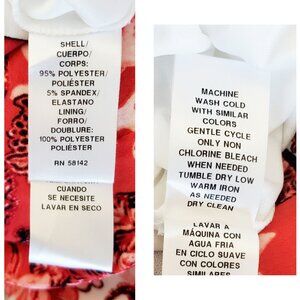 SHELL/
CUERPO/
CORPS:
95% POLYESTER/
POLIÉSTER
5% SPANDEX/
ELASTANO
LINING/
FORRO/
DOUBLURE:
100% POLYESTER
POLIÉSTER
RN 58142
CUANDO
SE NECESITE
LAVAR EN SECO
MACHINE
WASH COLD
WITH SIMILAR
COLORS
GENTLE CYCLE
ONLY NON
CHLORINE BLEACH
WHEN NEEDED
TUMBLE DRY LOW
WARM IRON
AS NEEDED
DRY CLEAN
LAVAR A
MÁQUINA CON
AGUA FRIA
EN CICLO SUAVE
CON COLORES
SIMILARES